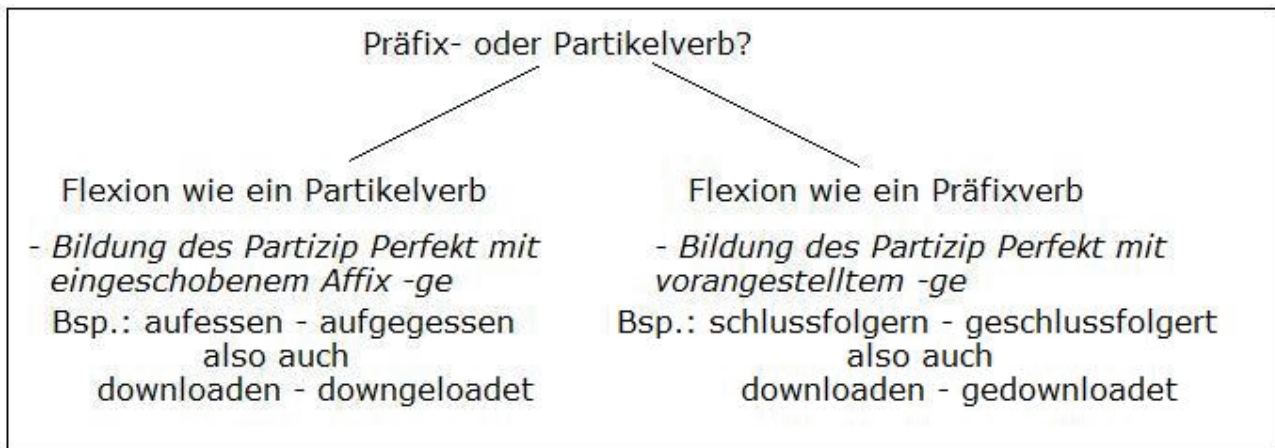 Präfix- oder Partikelverb?
Flexion wie ein Partikelverb
- Bildung des Partizip Perfekt mit
eingeschobenem Affix -ge
Bsp.: aufessen - aufgegessen
also auch
downloaden - downgeloadet
Flexion wie ein Präfixverb
- Bildung des Partizip Perfekt mit
vorangestelltem -ge
Bsp.: schlussfolgern - geschlussfolgert
also auch
downloaden - gedownloadet